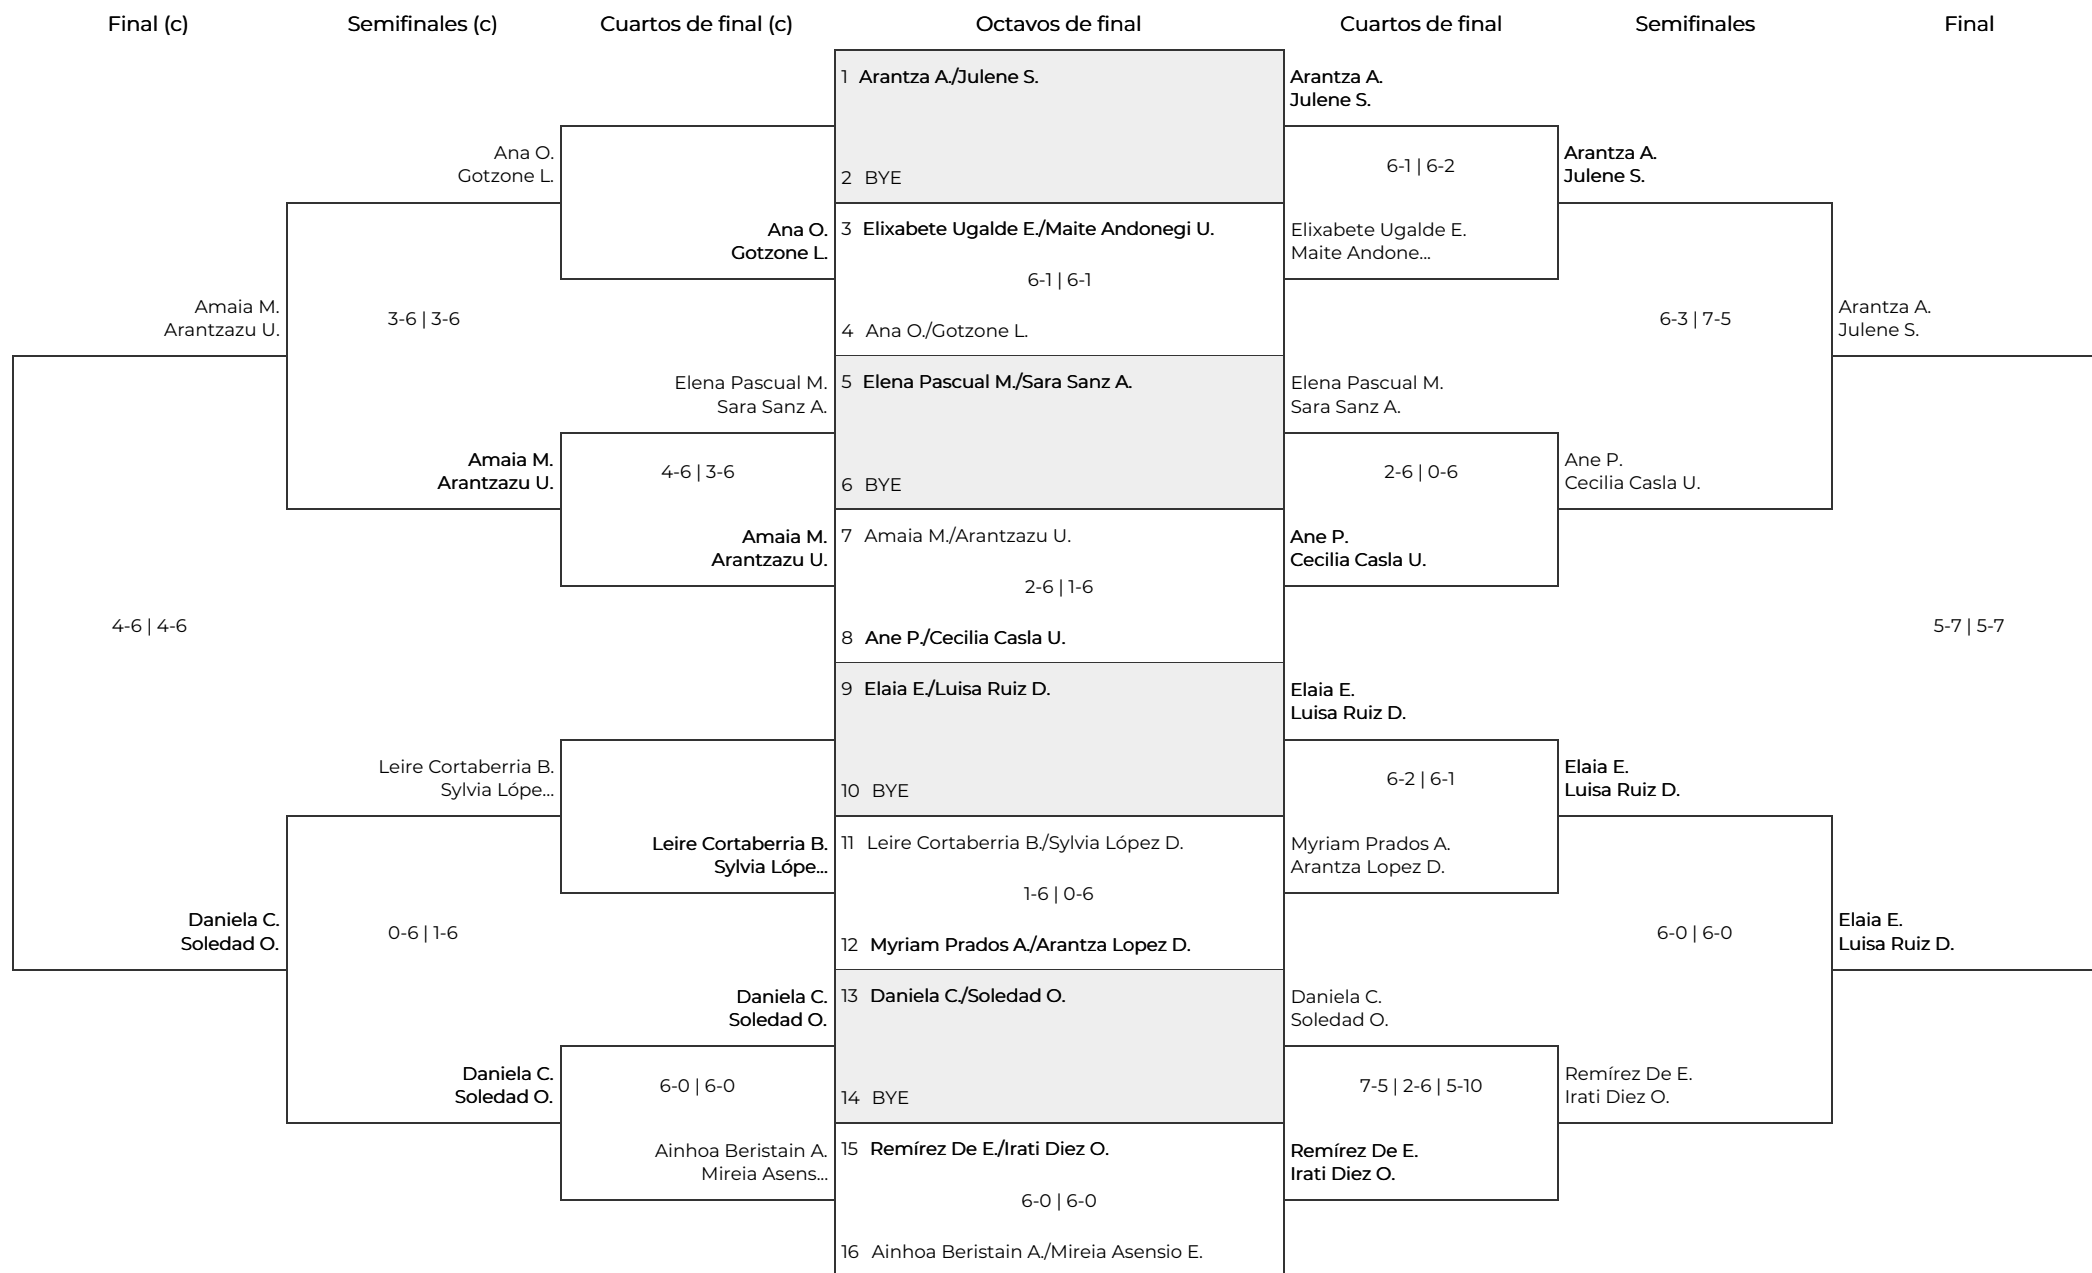 Final (c)
Semifinales (c)
Cuartos de final (c)
Octavos de final
Cuartos de final
Semifinales
Final
Amaia M.
Arantzazu U.
4-6 | 4-6
Daniela C.
Soledad O.
Ana O.
Gotzone L.
3-6 | 3-6
Amaia M.
Arantzazu U.
Leire Cortaberria B.
Sylvia Lópe...
0-6 | 1-6
Daniela C.
Soledad O.
Ana O.
Gotzone L.
Elena Pascual M.
Sara Sanz A.
4-6 | 3-6
Amaia M.
Arantzazu U.
Leire Cortaberria B.
Sylvia Lópe...
Daniela C.
Soledad O.
6-0 | 6-0
Ainhoa Beristain A.
Mireia Asens...
1 Arantza A./Julene S.
2 BYE
3 Elixabete Ugalde E./Maite Andonegi U.
6-1 | 6-1
4 Ana O./Gotzone L.
5 Elena Pascual M./Sara Sanz A.
6 BYE
7 Amaia M./Arantzazu U.
2-6 | 1-6
8 Ane P./Cecilia Casla U.
9 Elaia E./Luisa Ruiz D.
10 BYE
11 Leire Cortaberria B./Sylvia López D.
1-6 | 0-6
12 Myriam Prados A./Arantza Lopez D.
13 Daniela C./Soledad O.
14 BYE
15 Remírez De E./Irati Diez O.
6-0 | 6-0
16 Ainhoa Beristain A./Mireia Asensio E.
Arantza A.
Julene S.
6-1 | 6-2
Elixabete Ugalde E.
Maite Andone...
Elena Pascual M.
Sara Sanz A.
2-6 | 0-6
Ane P.
Cecilia Casla U.
Elaia E.
Luisa Ruiz D.
6-2 | 6-1
Myriam Prados A.
Arantza Lopez D.
Daniela C.
Soledad O.
7-5 | 2-6 | 5-10
Remírez De E.
Irati Diez O.
Arantza A.
Julene S.
6-3 | 7-5
Ane P.
Cecilia Casla U.
Elaia E.
Luisa Ruiz D.
6-0 | 6-0
Remírez De E.
Irati Diez O.
Arantza A.
Julene S.
5-7 | 5-7
Elaia E.
Luisa Ruiz D.